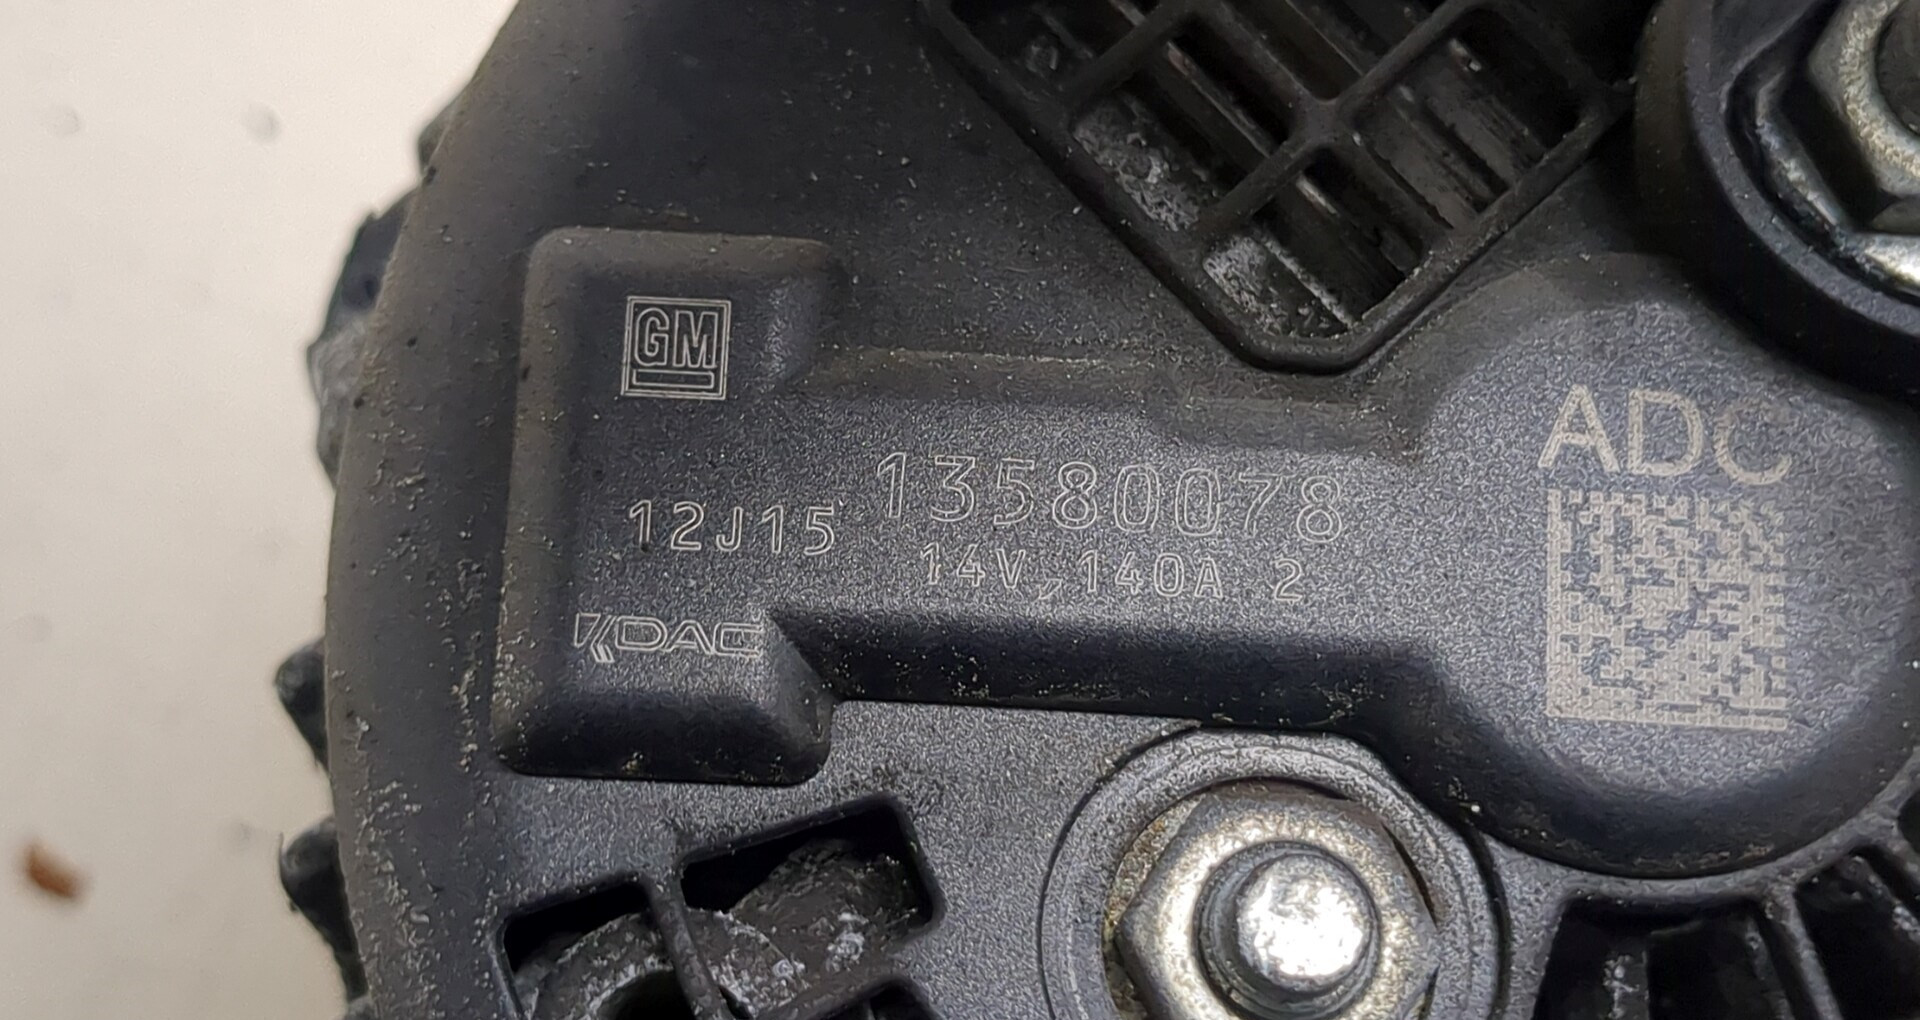 GM
ADC
13580078
12J15
14V, 140A 2
KDAC